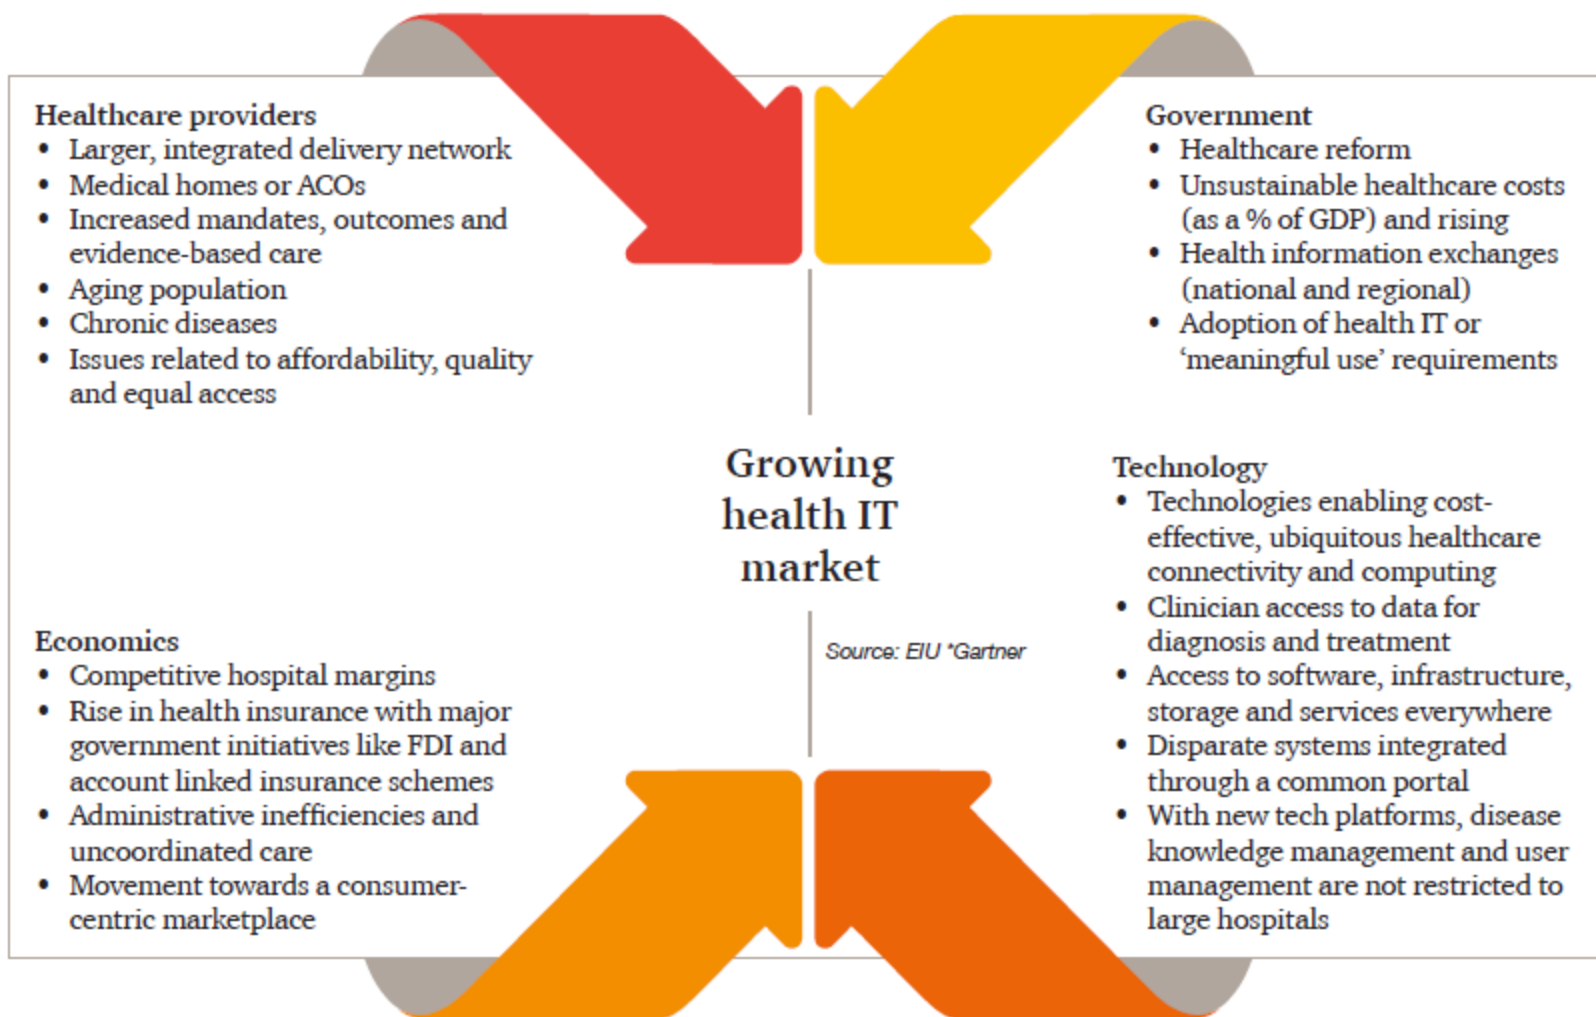 Healthcare providers
• Larger, integrated delivery network
• Medical homes or ACOs
• Increased mandates, outcomes and
evidence-based care
• Aging population
• Chronic diseases
• Issues related to affordability, quality
and equal access
Government
• Healthcare reform
• Unsustainable healthcare costs
(as a % of GDP) and rising
• Health information exchanges
(national and regional)
• Adoption of health IT or
‘meaningful use’ requirements
Growing
health IT
market
Source: EIU *Gartner
Economics
• Competitive hospital margins
• Rise in health insurance with major
government initiatives like FDI and
account linked insurance schemes
• Administrative inefficiencies and
uncoordinated care
• Movement towards a consumer-
centric marketplace
Technology
• Technologies enabling cost-
effective, ubiquitous healthcare
connectivity and computing
• Clinician access to data for
diagnosis and treatment
• Access to software, infrastructure,
storage and services everywhere
• Disparate systems integrated
through a common portal
• With new tech platforms, disease
knowledge management and user
management are not restricted to
large hospitals